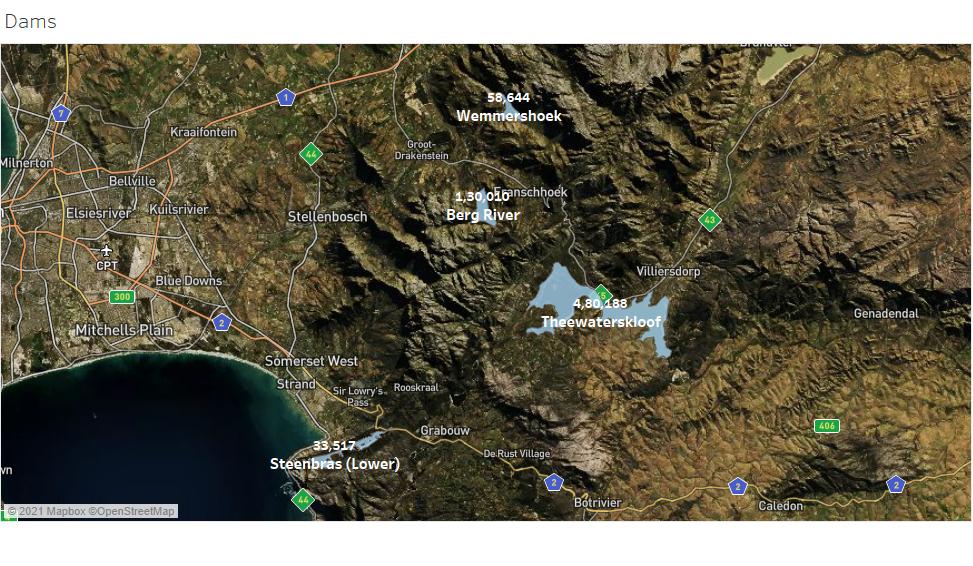 Dams
Brandvlei
58,644
Wemmershoek
1
7
Kraaifontein
Groot-
Drakenstein
44
Milnerton
Bellville
Franschhoek
1,30,010
Berg River
Elsiesriver
Kuilsrivier
Stellenbosch
43
CPT
Villiersdorp
Blue Downs
300
4,80,188
Theewaterskloof
Genadendal
2
Mitchells Plain
Somerset West
Strand
Sir Lowry's
Pass
Rooskraal
406
Grabouw
33,517
Steenbras (Lower)
De Rust Village
wn
2
2
2
44
Botrivier
Caledon
© 2021 Mapbox ©OpenStreetMap